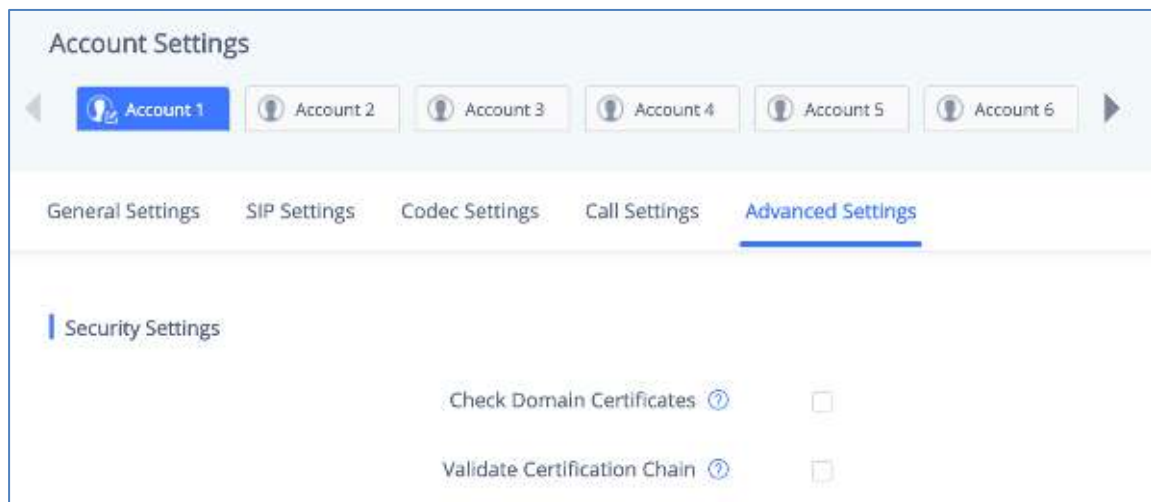 Account Settings
Account 1 Account 2 Account 3 Account 4 Account 5 Account 6
General Settings SIP Settings Codec Settings Call Settings Advanced Settings
Security Settings
Check Domain Certificates ?
Validate Certification Chain ?